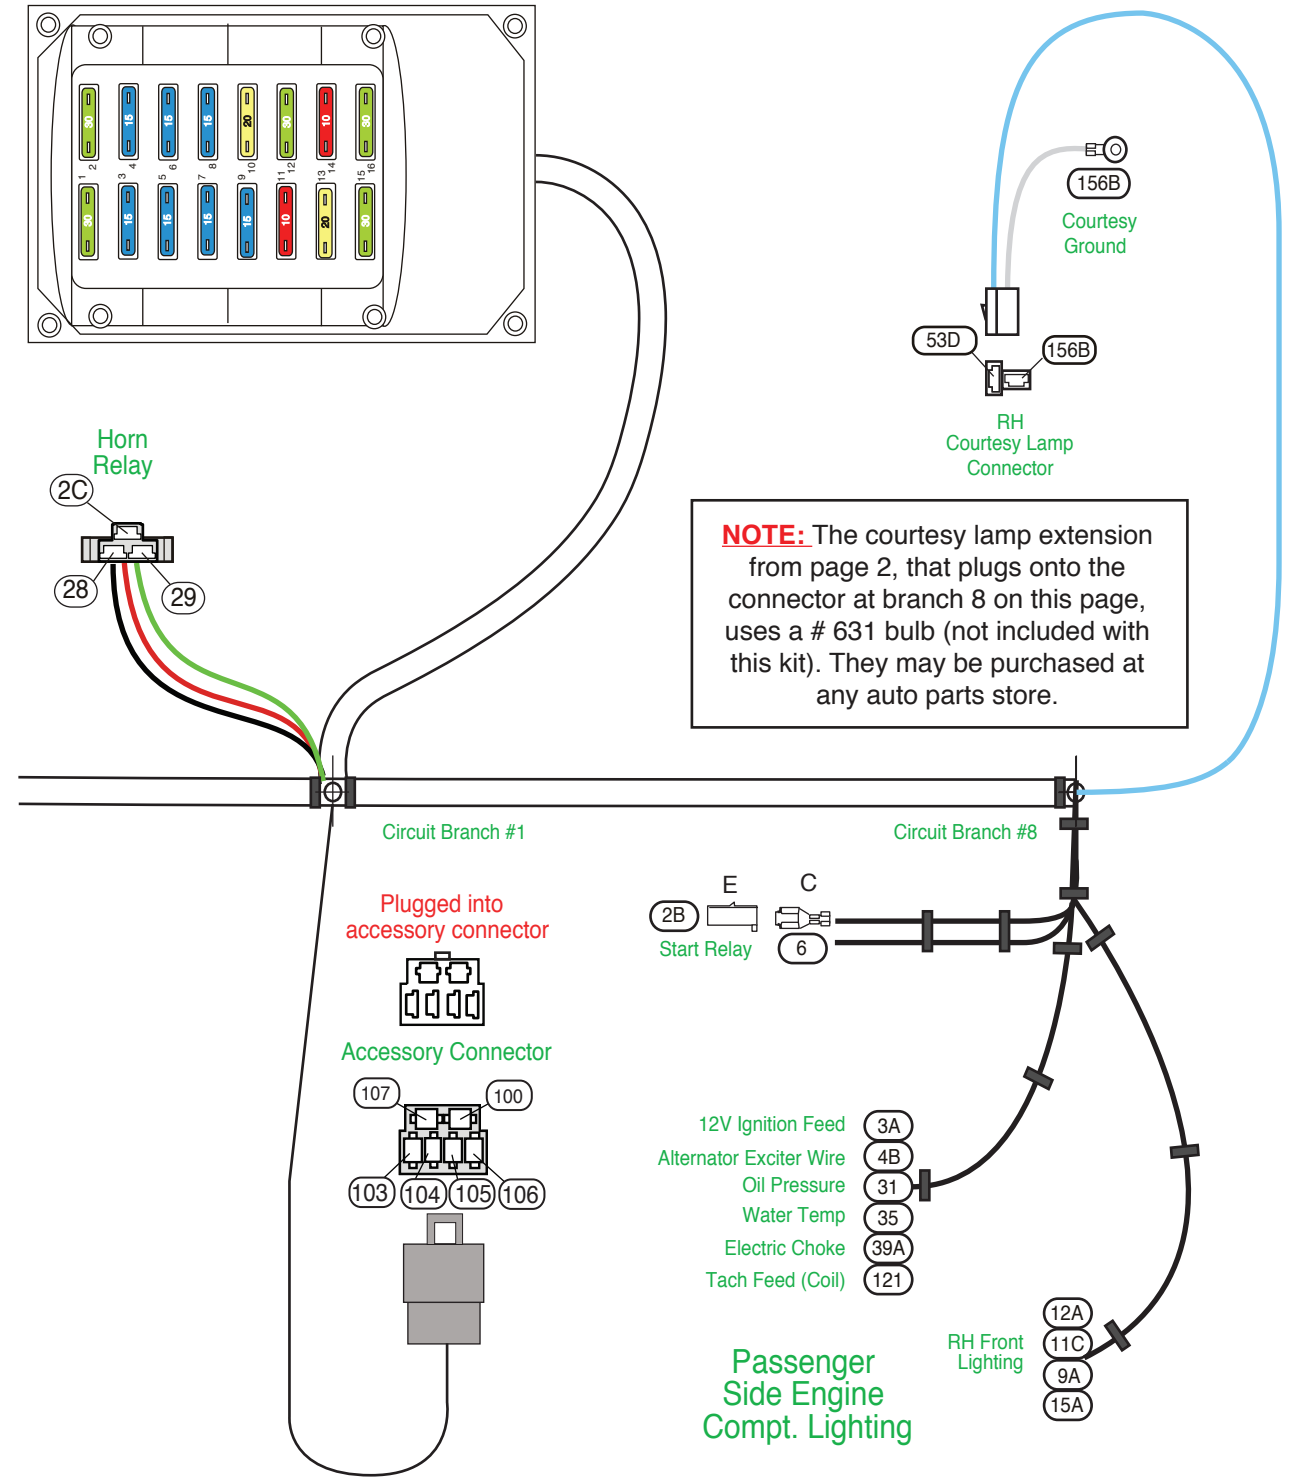 30 15 15 15 20 30 10 30
2 4 6 8 10 12 14 16
1 3 5 7 9 11 13 15
30 15 15 15 15 10 20 30
156B
Courtesy
Ground
53D
156B
RH
Courtesy Lamp
Connector
Horn
Relay
2C
28
29
NOTE: The courtesy lamp extension
from page 2, that plugs onto the
connector at branch 8 on this page,
uses a # 631 bulb (not included with
this kit). They may be purchased at
any auto parts store.
Circuit Branch #1
Circuit Branch #8
Plugged into
accessory connector
Accessory Connector
107
100
103
104
105
106
E
C
2B
Start Relay
6
12V Ignition Feed 3A
Alternator Exciter Wire 4B
Oil Pressure 31
Water Temp 35
Electric Choke 39A
Tach Feed (Coil) 121
RH Front
Lighting
12A
11C
9A
15A
Passenger
Side Engine
Compt. Lighting